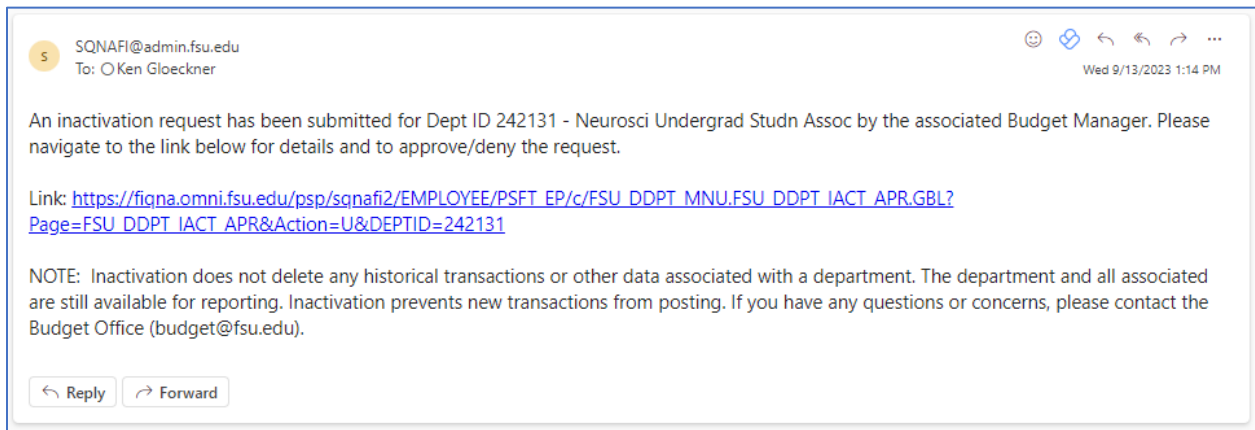 S
SQNAFI@admin.fsu.edu
To: Ken Gloeckner
Wed 9/13/2023 1:14 PM
An inactivation request has been submitted for Dept ID 242131 - Neurosci Undergrad Studn Assoc by the associated Budget Manager. Please
navigate to the link below for details and to approve/deny the request.
Link: https://fiqna.omni.fsu.edu/psp/sqnafi2/EMPLOYEE/PSFT_EP/c/FSU_DDPT_MNU.FSU_DDPT_IACT_APR.GBL?
Page=FSU_DDPT_IACT_APR&Action=U&DEPTID=242131
NOTE:  Inactivation does not delete any historical transactions or other data associated with a department. The department and all associated
are still available for reporting. Inactivation prevents new transactions from posting. If you have any questions or concerns, please contact the
Budget Office (budget@fsu.edu).
Reply
Forward